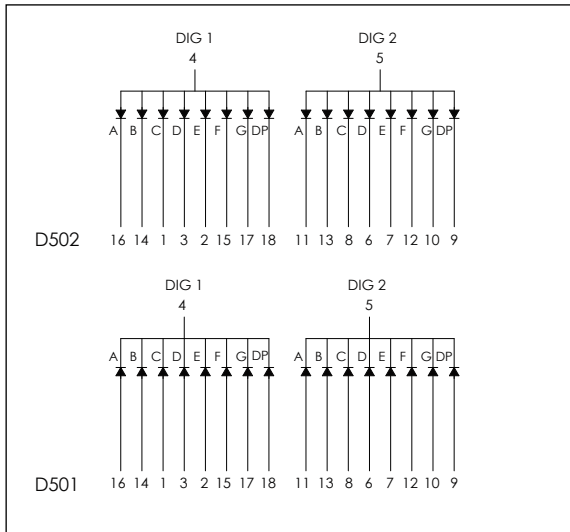 DIG 1 DIG 2
4 5
A B C D E F G DP A B C D E F G DP
D502 16 14 1 3 2 15 17 18 11 13 8 6 7 12 10 9
DIG 1 DIG 2
4 5
A B C D E F G DP A B C D E F G DP
D501 16 14 1 3 2 15 17 18 11 13 8 6 7 12 10 9